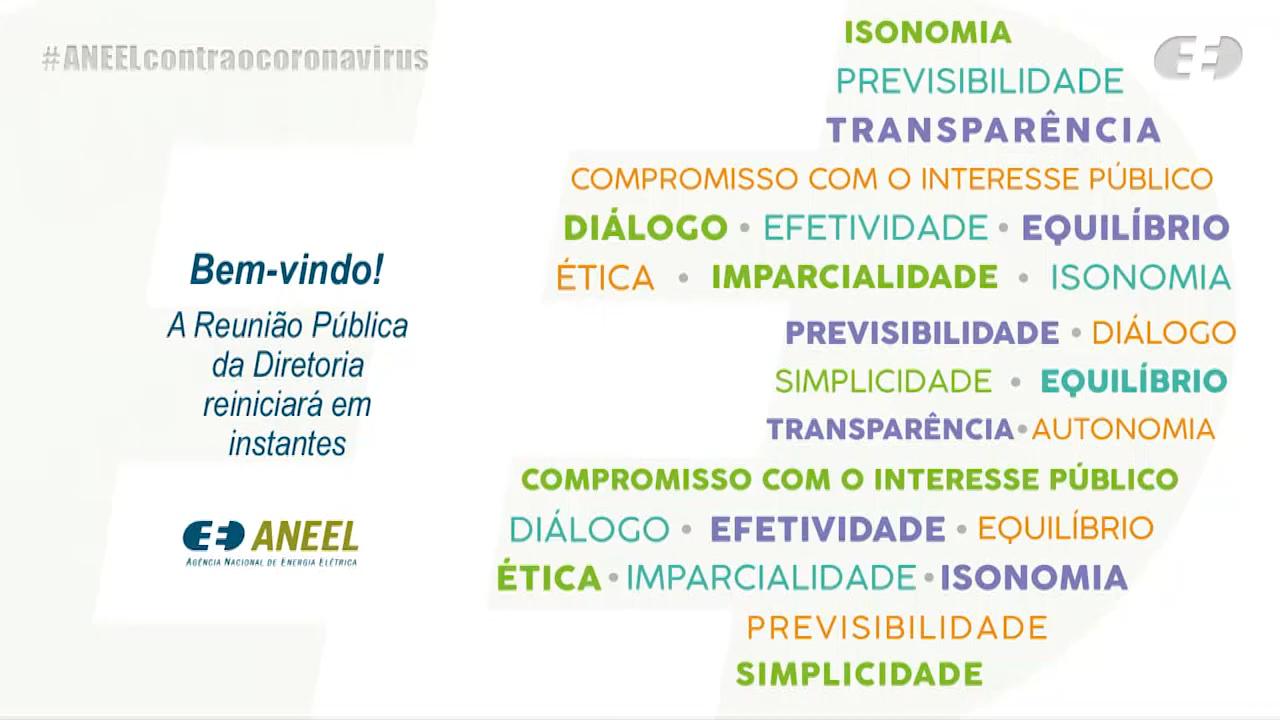 #ANEELcontraocoronavirus
Bem-vindo!
A Reunião Pública
da Diretoria
reiniciará em
instantes
ANEEL
AGÊNCIA NACIONAL DE ENERGIA ELÉTRICA
ISONOMIA
PREVISIBILIDADE
TRANSPARÊNCIA
COMPROMISSO COM O INTERESSE PÚBLICO
DIÁLOGO • EFETIVIDADE • EQUILÍBRIO
ÉTICA • IMPARCIALIDADE • ISONOMIA
PREVISIBILIDADE • DIÁLOGO
SIMPLICIDADE • EQUILÍBRIO
TRANSPARÊNCIA • AUTONOMIA
COMPROMISSO COM O INTERESSE PÚBLICO
DIÁLOGO • EFETIVIDADE • EQUILÍBRIO
ÉTICA • IMPARCIALIDADE • ISONOMIA
PREVISIBILIDADE
SIMPLICIDADE